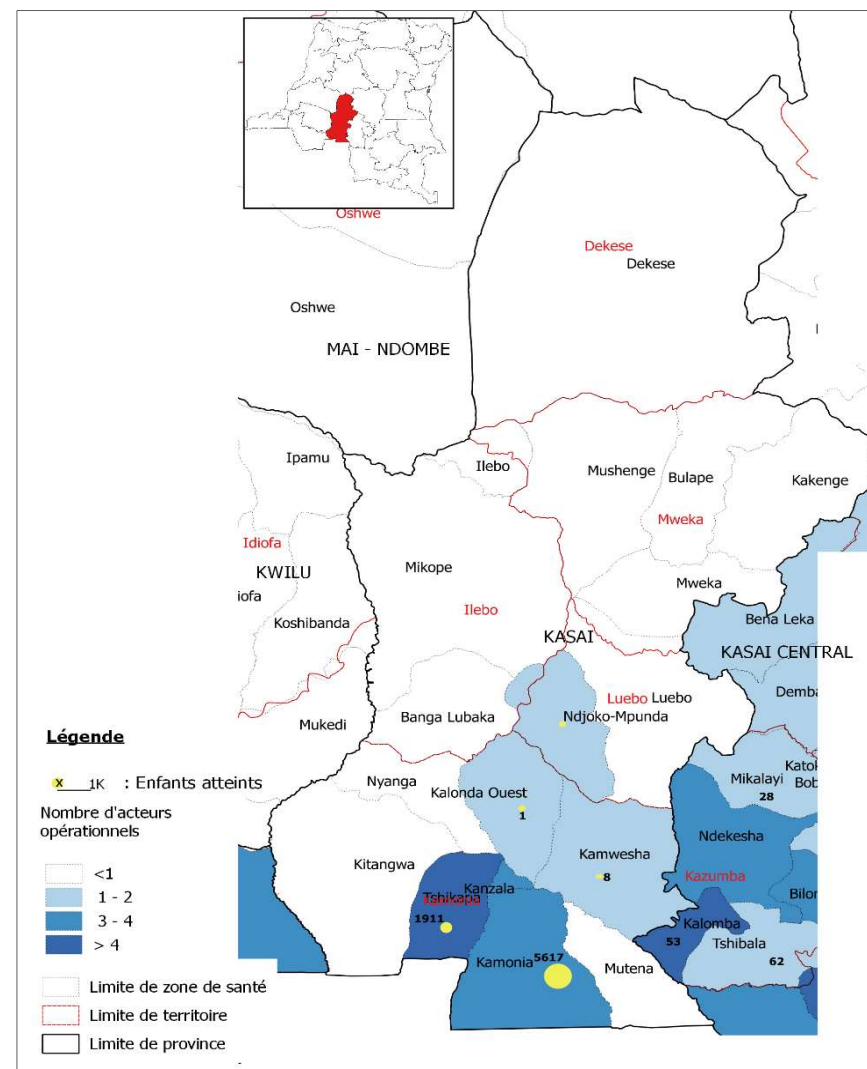 Oshwe
Dekese
Dekese
Oshwe
MAI - NDOMBE
Ipamu
Ilebo
Mushenge
Bulape
Kakenge
Idiofa
Mweka
KWILU
Mikope
Mweka
iofa
Ilebo
Koshibanda
KASAI
Bena Leka
KASAI CENTRAL
Luebo
Luebo
Demba
Mukedi
Banga Lubaka
Ndjoko-Mpunda
Légende
Nyanga
Mikalayi
Katok
Bob
x 1K : Enfants atteints
Kalonda Ouest
28
Nombre d'acteurs
opérationnels
1
Ndekesha
<1
Kitangwa
Kamwesha
8
Kazumba
1 - 2
Kanzala
Tshikapa
Bilon
3 - 4
1911
Kalomba
> 4
53
Tshibala
5617
62
Kamonia
Mutena
Limite de zone de santé
Limite de territoire
Limite de province